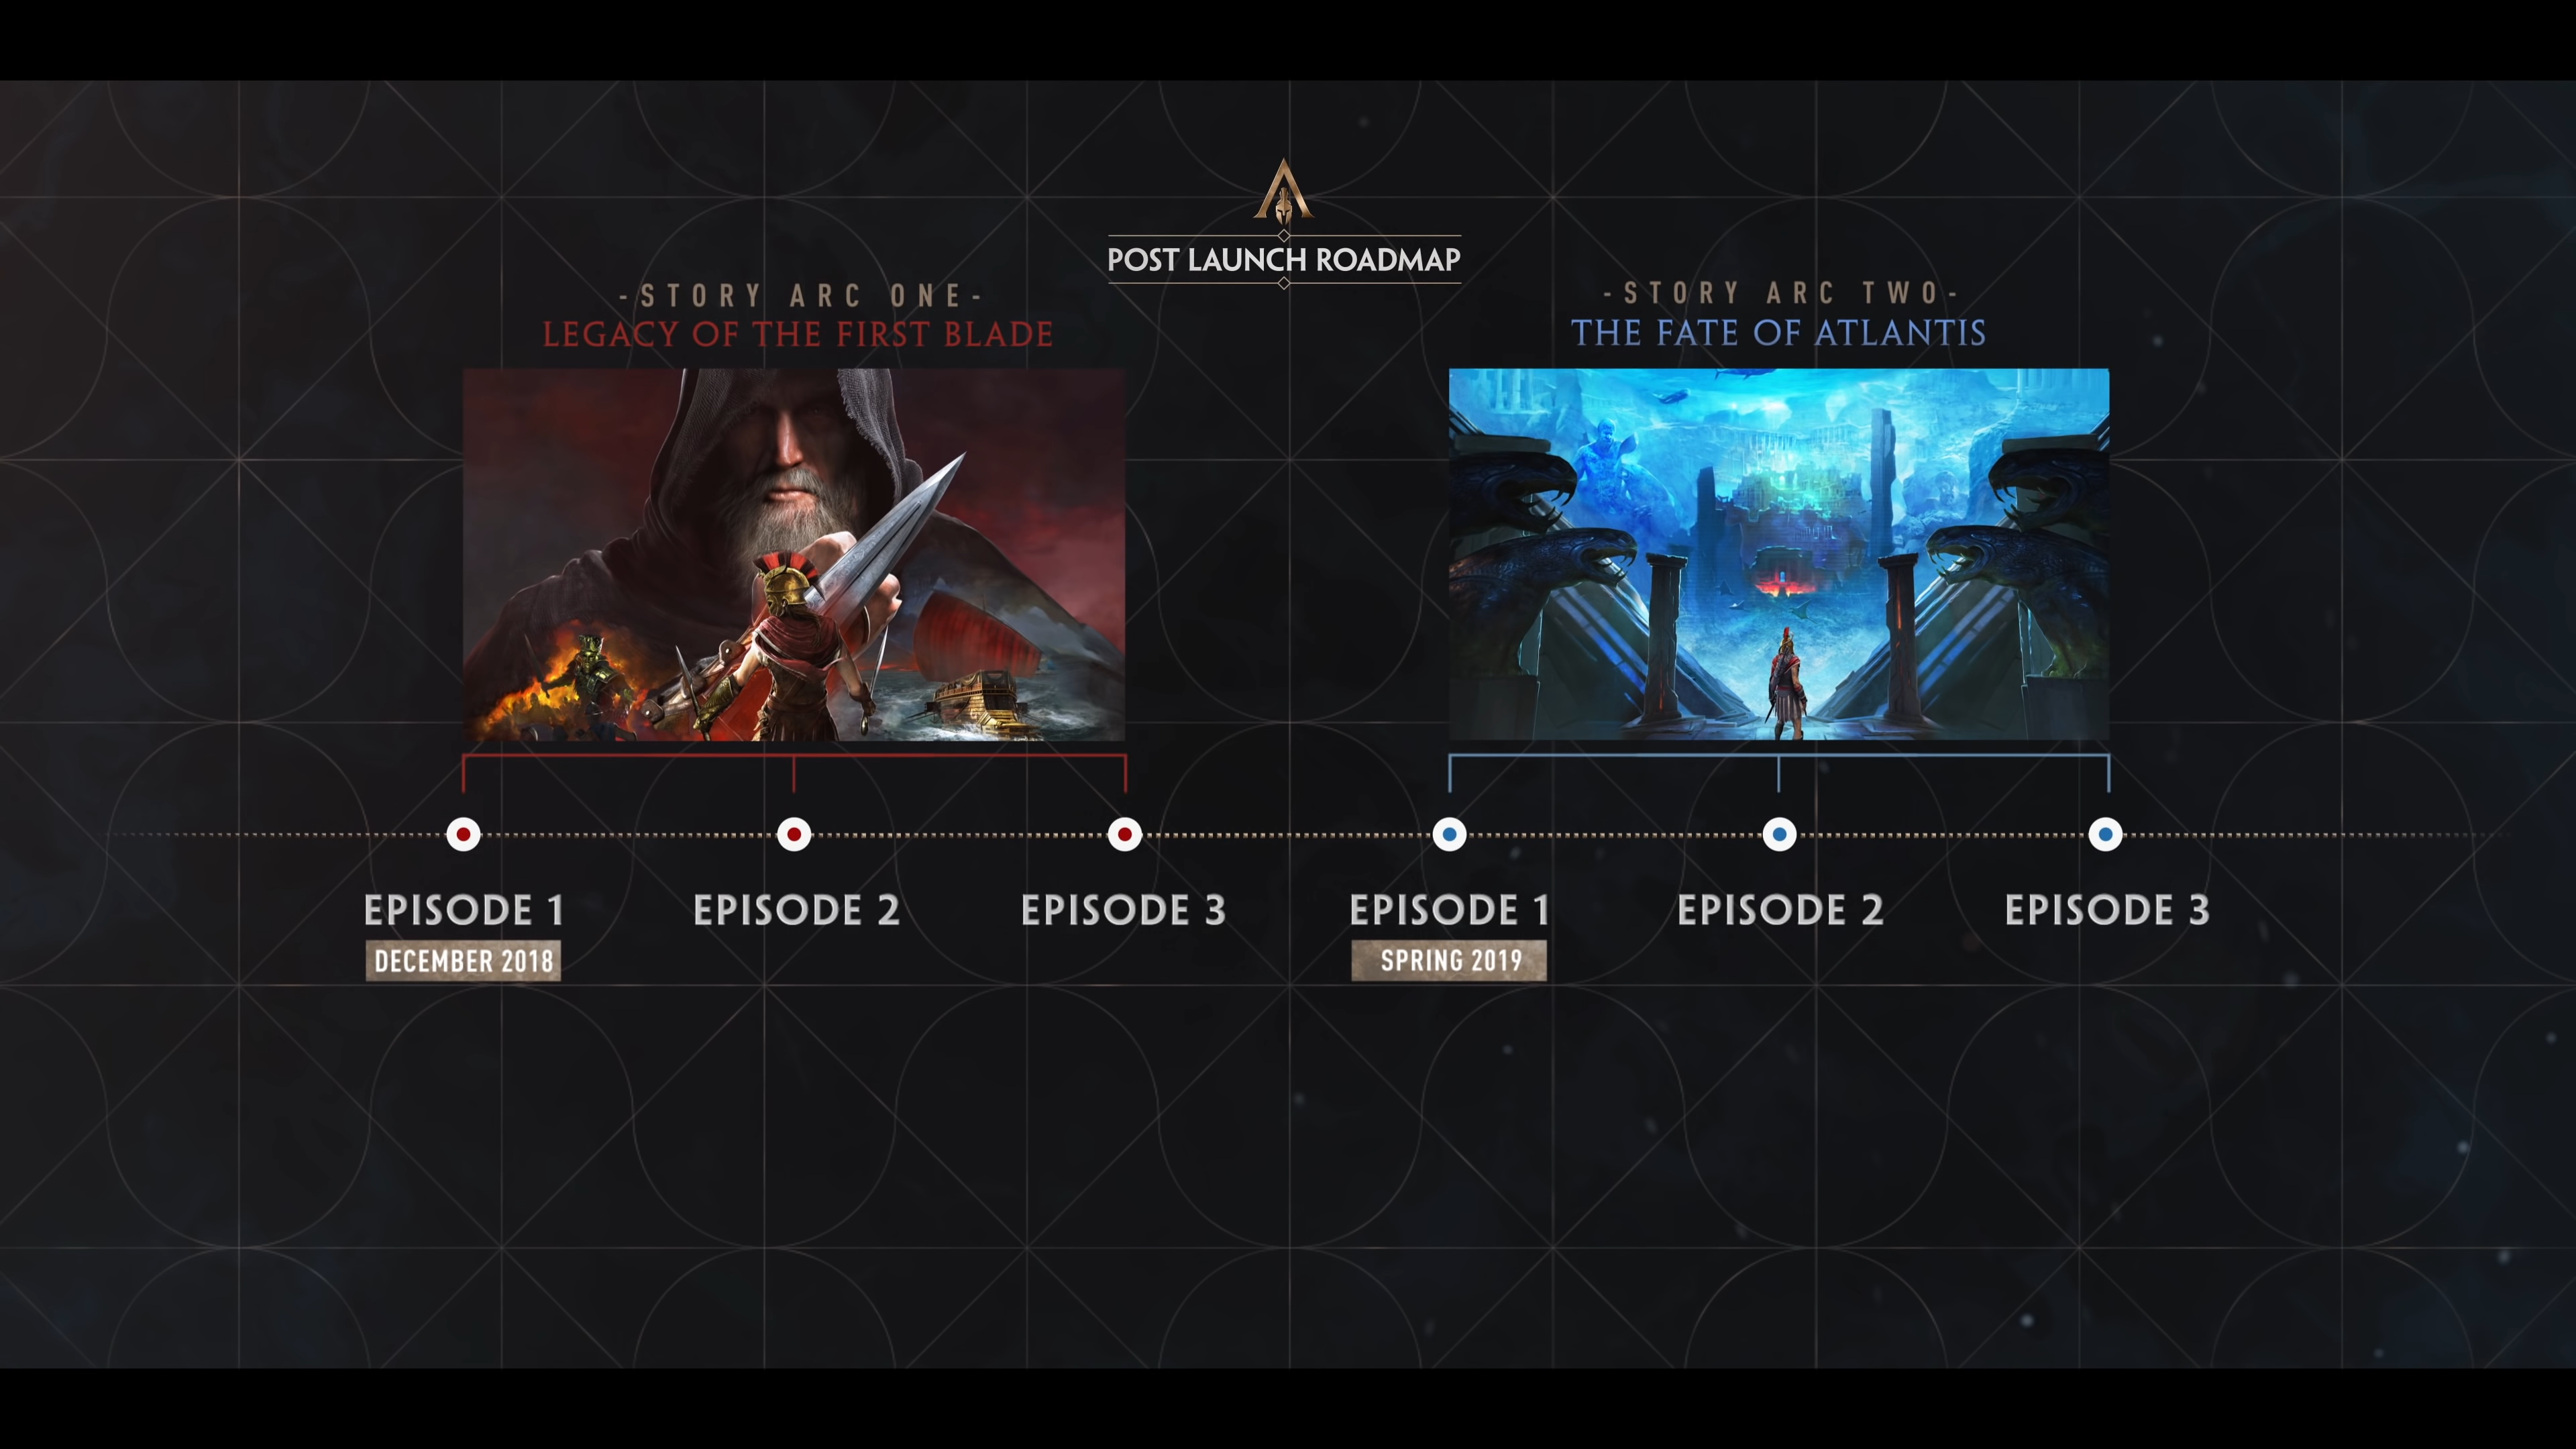 POST LAUNCH ROADMAP
-STORY ARC ONE-
LEGACY OF THE FIRST BLADE
-STORY ARC TWO-
THE FATE OF ATLANTIS
EPISODE 1
DECEMBER 2018
EPISODE 2
EPISODE 3
EPISODE 1
SPRING 2019
EPISODE 2
EPISODE 3